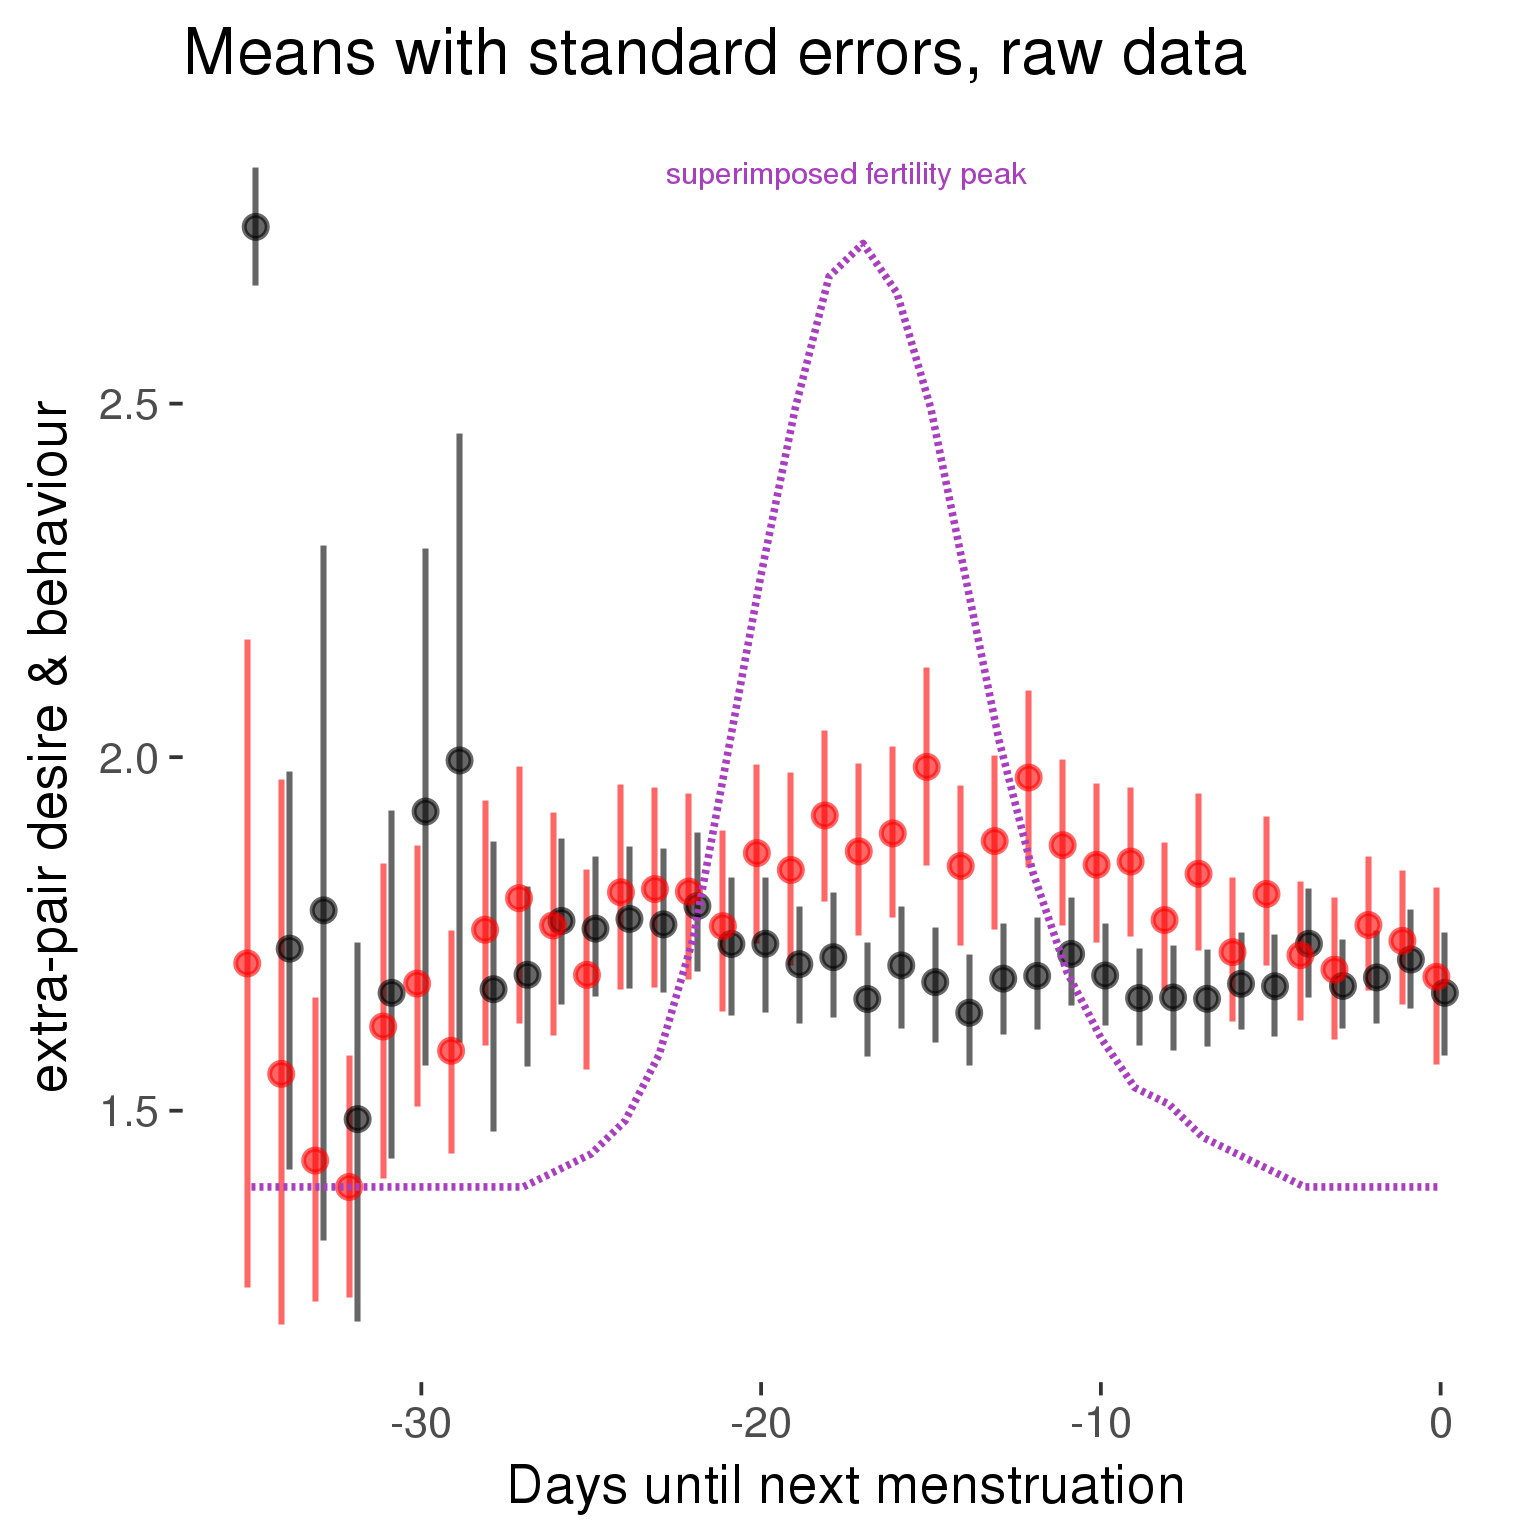 Means with standard errors, raw data
superimposed fertility peak
extra-pair desire & behaviour
2.5
2.0
1.5
-30
-20
-10
0
Days until next menstruation